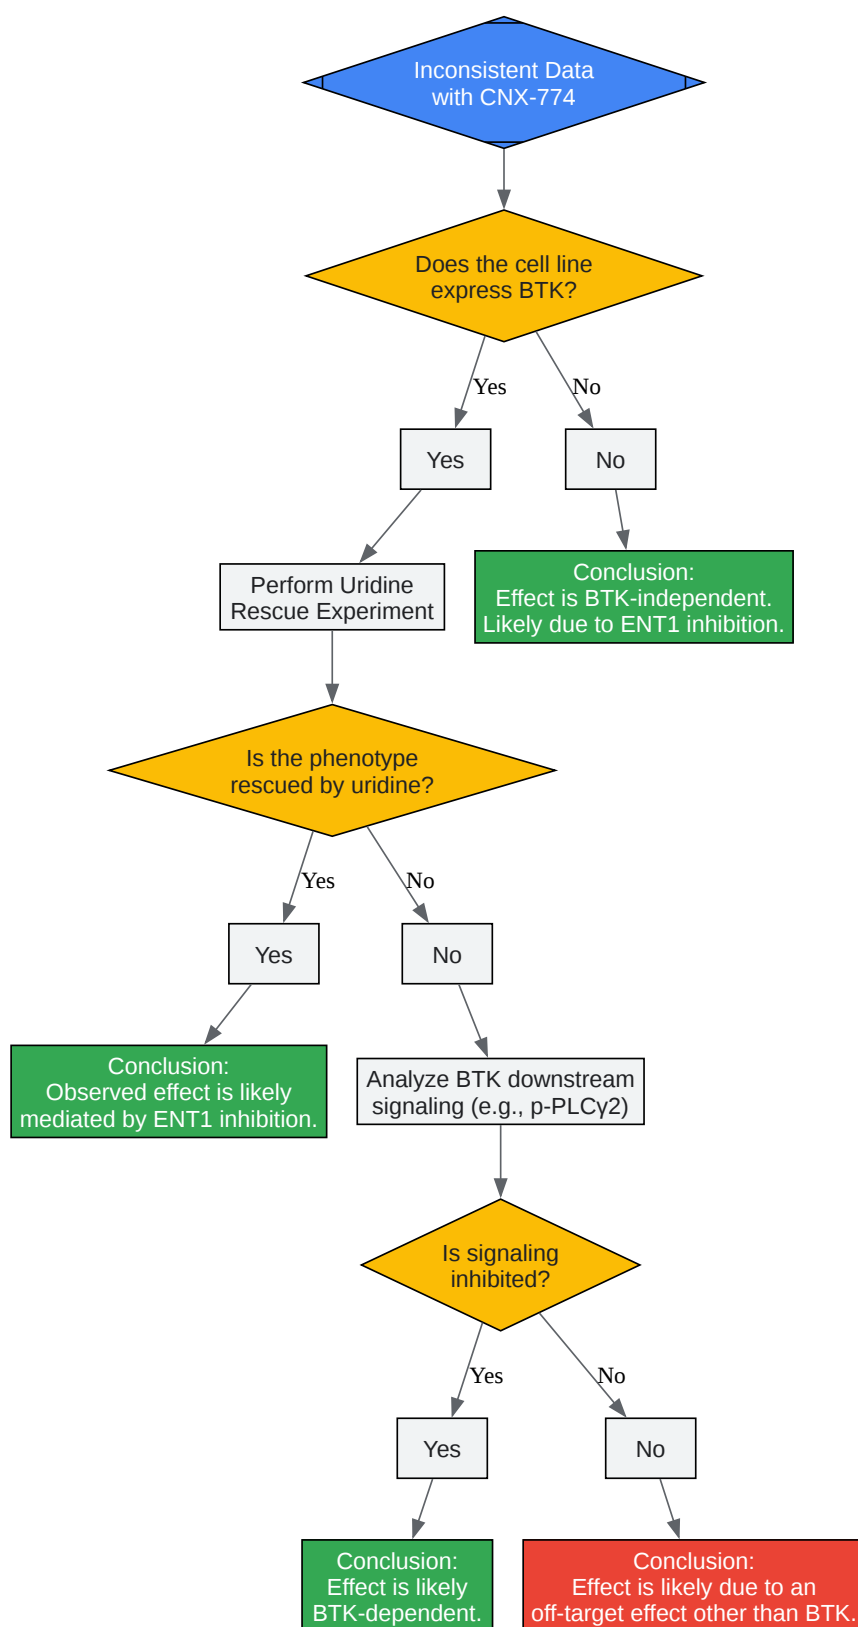 Inconsistent Data
with CNX-774
Does the cell line
express BTK?
Yes
No
Yes
No
Perform Uridine
Rescue Experiment
Conclusion:
Effect is BTK-independent.
Likely due to ENT1 inhibition.
Is the phenotype
rescued by uridine?
Yes
No
Yes
No
Conclusion:
Observed effect is likely
mediated by ENT1 inhibition.
Analyze BTK downstream
signaling (e.g., p-PLCγ2)
Is signaling
inhibited?
Yes
No
Yes
No
Conclusion:
Effect is likely
BTK-dependent.
Conclusion:
Effect is likely due to an
off-target effect other than BTK.